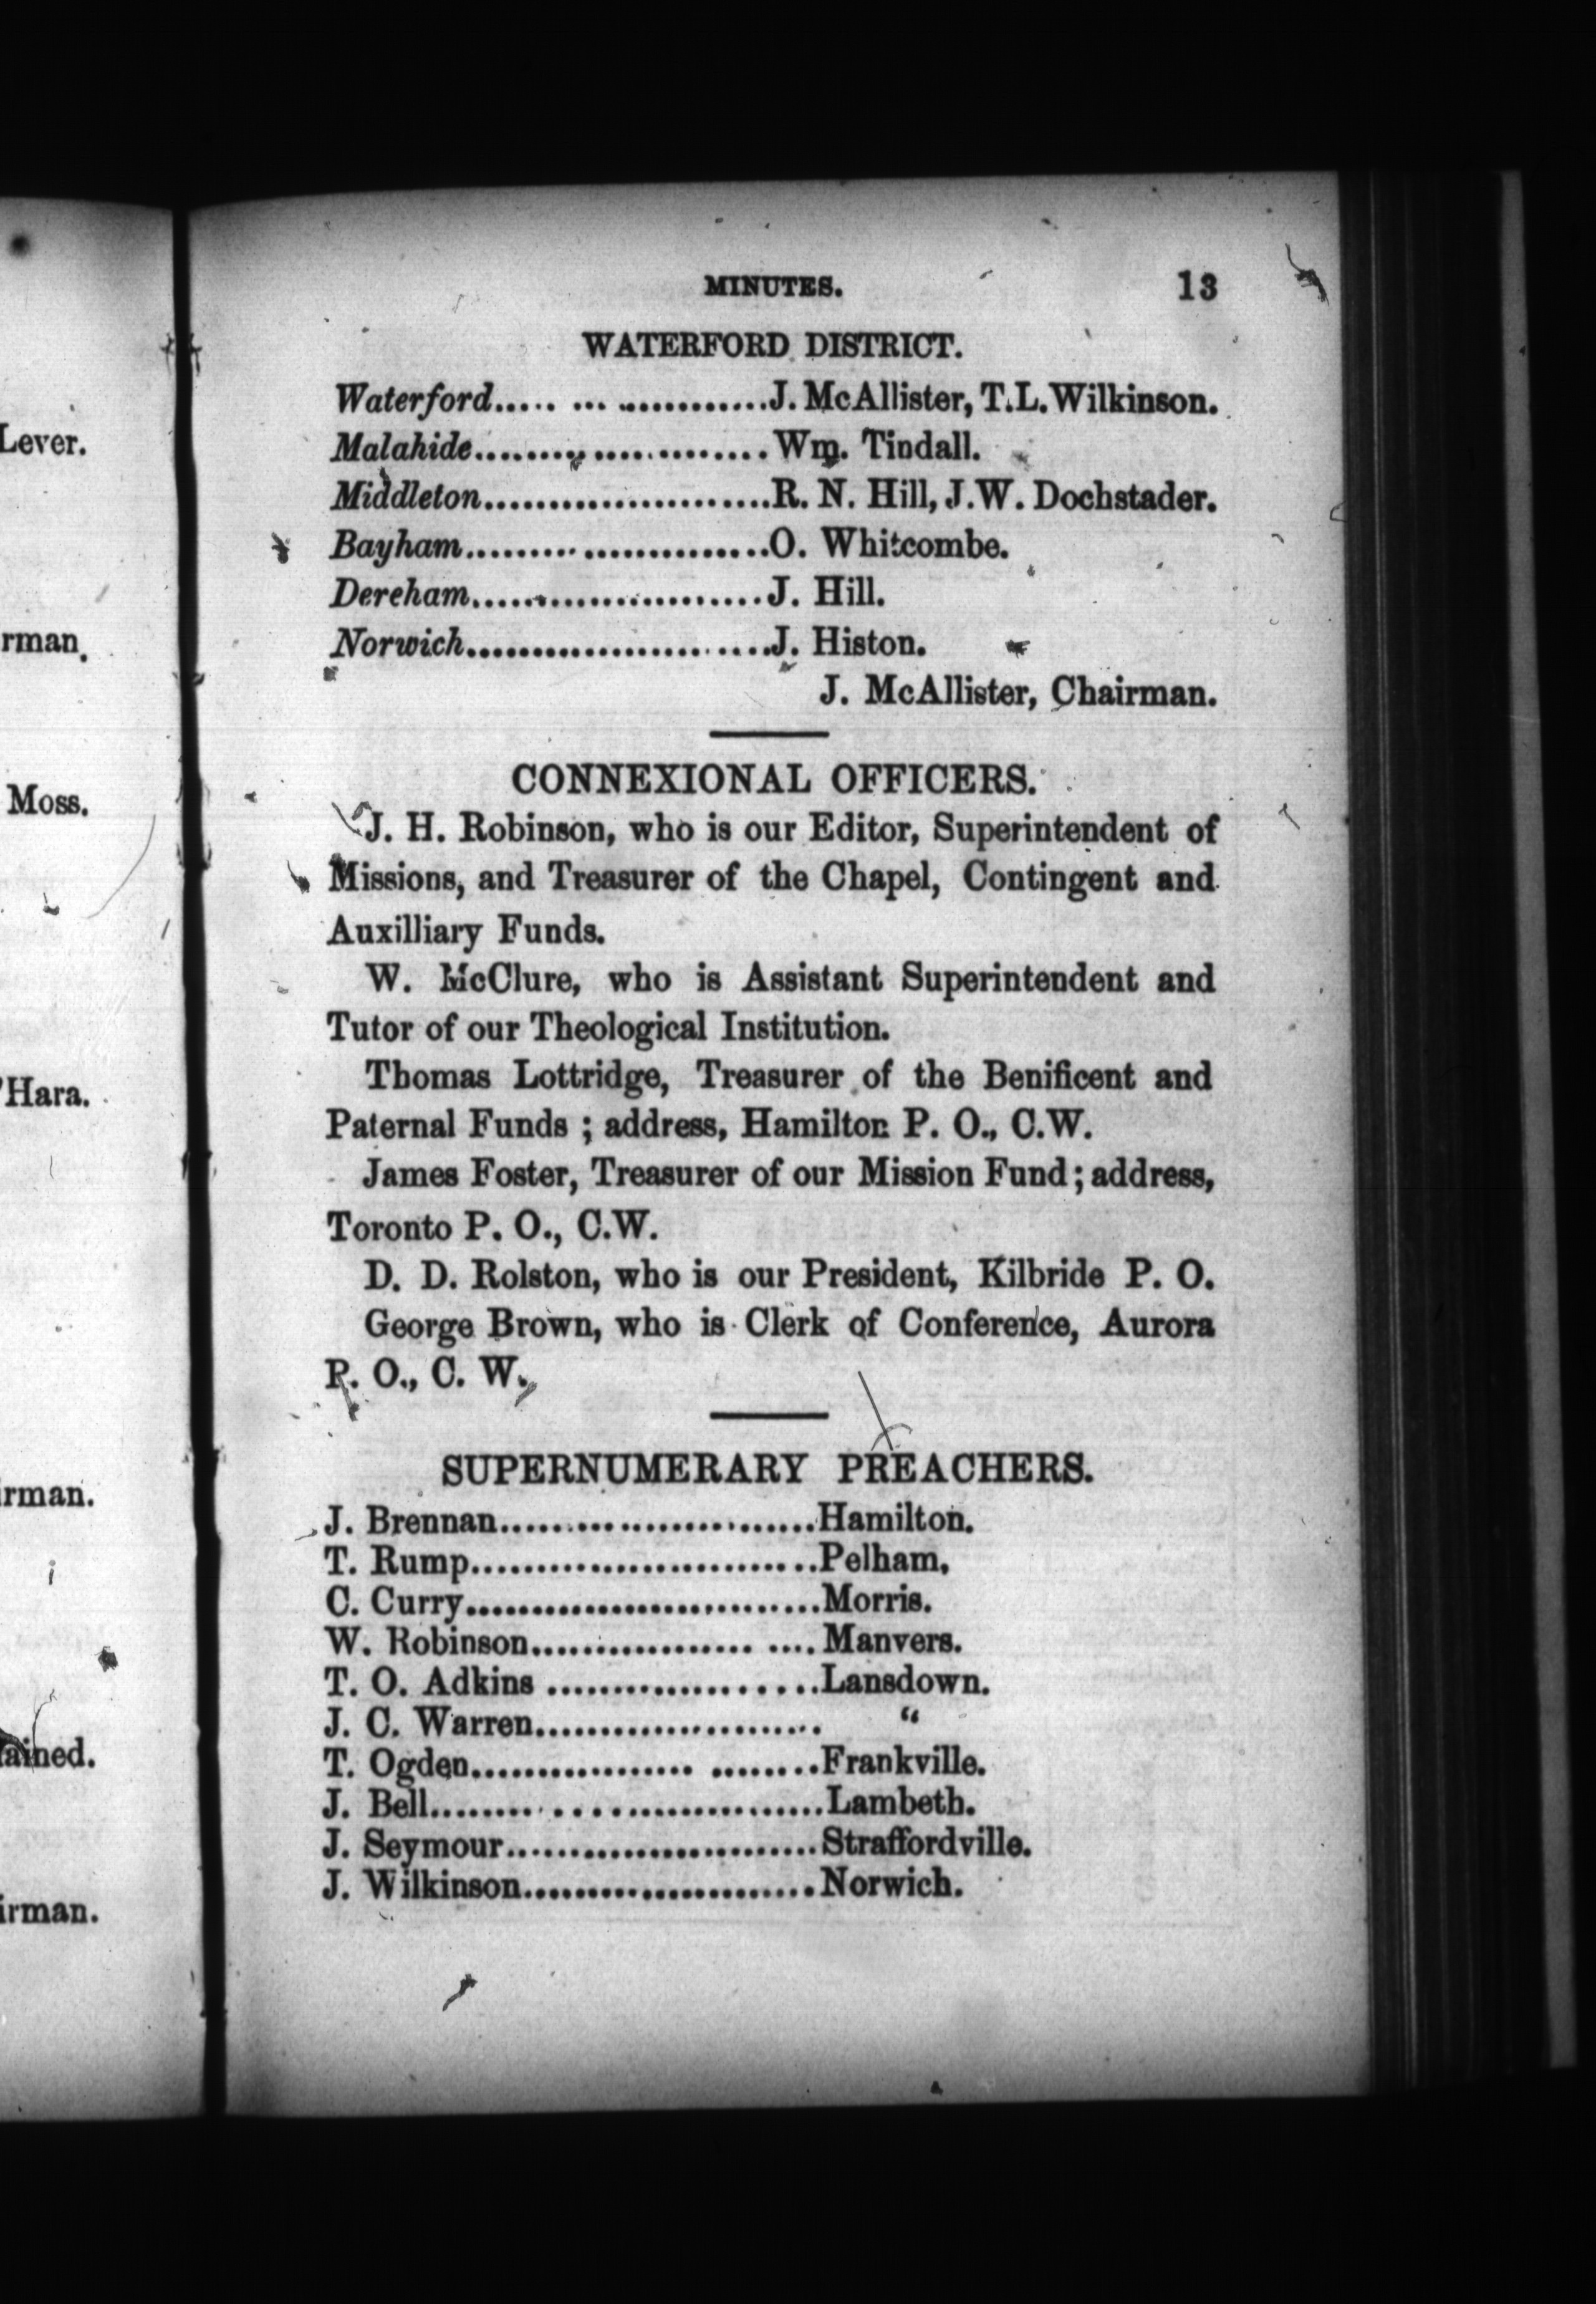 Lever.
rman.
Moss.
'Hara.
rman.
ained.
irman.
MINUTES. 13
WATERFORD DISTRICT.
Waterford..... ... ............J. McAllister, T.L. Wilkinson.
Malahide.......................Wm. Tindall.
Middleton......................R. N. Hill, J.W. Dochstader.
Bayham.......................O. Whitcombe.
Dereham.......................J. Hill.
Norwich.......................J. Histon.
J. McAllister, Chairman.
CONNEXIONAL OFFICERS.
J. H. Robinson, who is our Editor, Superintendent of
Missions, and Treasurer of the Chapel, Contingent and
Auxilliary Funds.
W. McClure, who is Assistant Superintendent and
Tutor of our Theological Institution.
Thomas Lottridge, Treasurer of the Benificent and
Paternal Funds ; address, Hamilton P. O., C.W.
James Foster, Treasurer of our Mission Fund; address,
Toronto P. O., C.W.
D. D. Rolston, who is our President, Kilbride P. O.
George Brown, who is Clerk of Conference, Aurora
P. O., C. W.
SUPERNUMERARY PREACHERS.
J. Brennan.........................Hamilton.
T. Rump...........................Pelham.
C. Curry...........................Morris.
W. Robinson................. ....Manvers.
T. O. Adkins .....................Lansdown.
J. C. Warren...................... “
T. Ogden................. ........Frankville.
J. Bell..............................Lambeth.
J. Seymour........................Straffordville.
J. Wilkinson.......................Norwich.